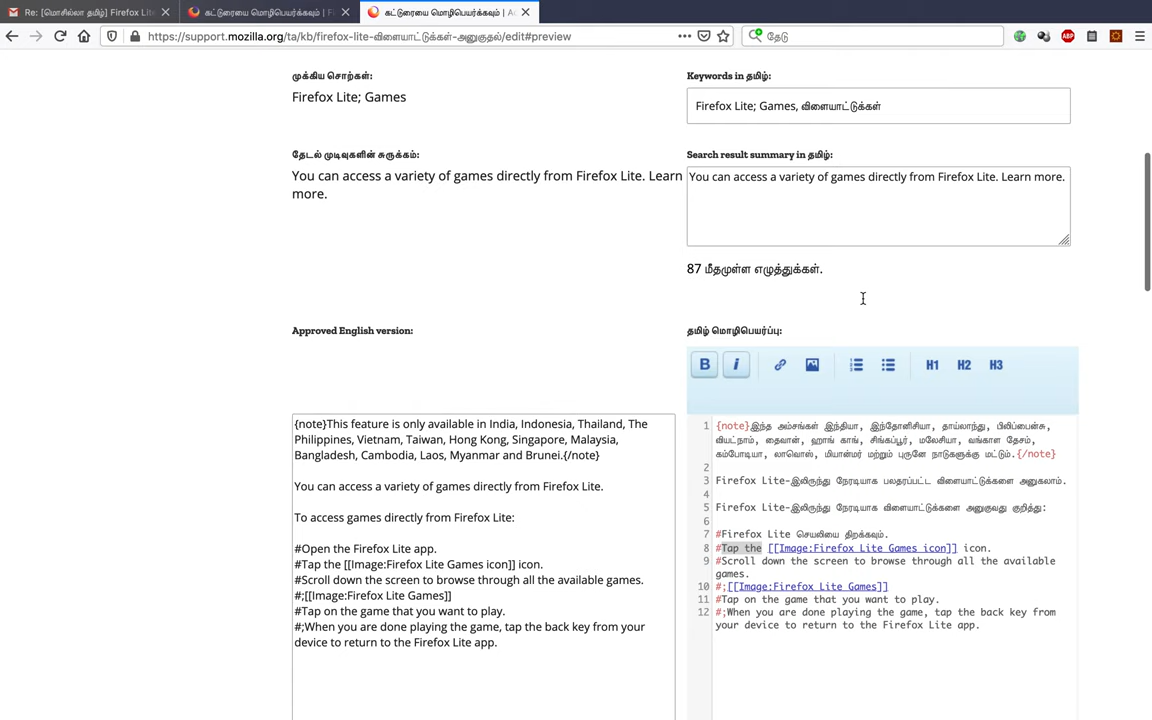 Re: [மொசில்லா தமிழ்] Firefox Lit
கட்டுரையை மொழிபெயர்க்கவும் | Fi
கட்டுரையை மொழிபெயர்க்கவும் | Ac
https://support.mozilla.org/ta/kb/firefox-lite-விளையாட்டுக்கள்-அனுகுதல்/edit#preview
தேடு
ABP
முக்கிய சொற்கள்:
Firefox Lite; Games
Keywords in தமிழ்:
Firefox Lite; Games, விளையாட்டுக்கள்
தேடல் முடிவுகளின் சுருக்கம்:
You can access a variety of games directly from Firefox Lite. Learn
more.
Search result summary in தமிழ்:
You can access a variety of games directly from Firefox Lite. Learn more.
87 மீதமுள்ள எழுத்துக்கள்.
Approved English version:
{note}This feature is only available in India, Indonesia, Thailand, The
Philippines, Vietnam, Taiwan, Hong Kong, Singapore, Malaysia,
Bangladesh, Cambodia, Laos, Myanmar and Brunei.{/note}
You can access a variety of games directly from Firefox Lite.
To access games directly from Firefox Lite:
#Open the Firefox Lite app.
#Tap the [[Image:Firefox Lite Games icon]] icon.
#Scroll down the screen to browse through all the available games.
#;[[Image:Firefox Lite Games]]
#Tap on the game that you want to play.
#;When you are done playing the game, tap the back key from your
device to return to the Firefox Lite app.
தமிழ் மொழிபெயர்ப்பு:
B i H1 H2 H3
1 {note}இந்த அம்சங்கள் இந்தியா, இந்தோனிசியா, தாய்லாந்து, பிலிப்பைன்சு,
வியட்நாம், தைவான், ஹாங் காங், சிங்கப்பூர், மலேசியா, வங்காள தேசம்,
கம்போடியா, லாவோஸ், மியான்மர் மற்றும் புருனே நாடுகளுக்கு மட்டும்.{/note}
2
3 Firefox Lite-இலிருந்து நேரடியாக பலதரப்பட்ட விளையாட்டுக்களை அனுகலாம்.
4
5 Firefox Lite-இலிருந்து நேரடியாக விளையாட்டுக்களை அனுகுவது குறித்து:
6
7 #Firefox Lite செயலியை திறக்கவும்.
8 #Tap the [[Image:Firefox Lite Games icon]] icon.
9 #Scroll down the screen to browse through all the available
games.
10 #;[[Image:Firefox Lite Games]]
11 #Tap on the game that you want to play.
12 #;When you are done playing the game, tap the back key from
your device to return to the Firefox Lite app.